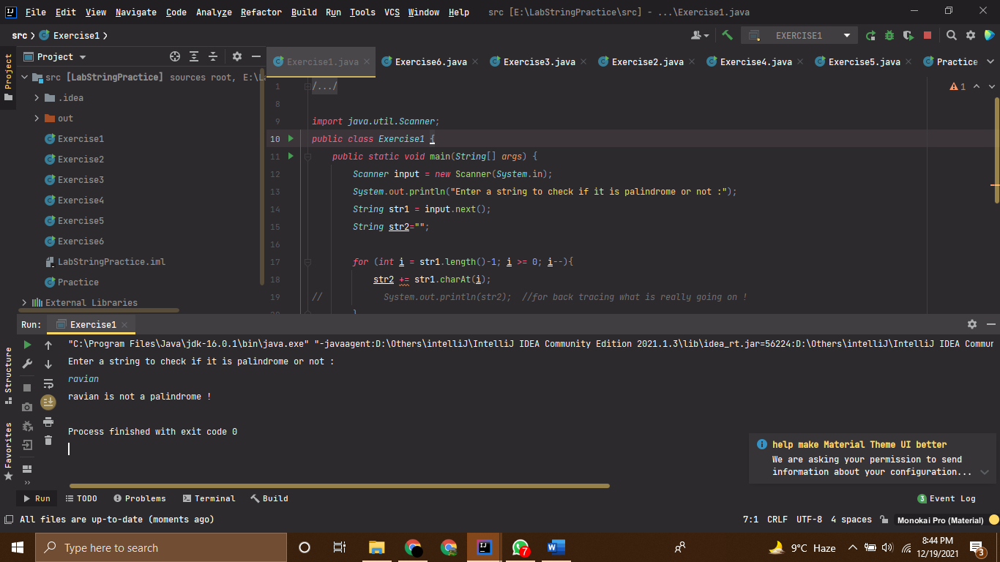 File Edit View Navigate Code Analyze Refactor Build Run Tools VCS Window Help src [E:\LabStringPractice\src] - ...\Exercise1.java
src Exercise1 EXERCISE1
Project
Project
Exercise1.java Exercise6.java Exercise3.java Exercise2.java Exercise4.java Exercise5.java Practice
src [LabStringPractice] sources root, E:\La
.idea
out
Exercise1
Exercise2
Exercise3
Exercise4
Exercise5
Exercise6
LabStringPractice.iml
Practice
External Libraries
1 /.../
1
8
9 import java.util.Scanner;
10 public class Exercise1 {
11 public static void main(String[] args) {
12 Scanner input = new Scanner(System.in);
13 System.out.println("Enter a string to check if it is palindrome or not :");
14 String str1 = input.next();
15 String str2="";
16
17 for (int i = str1.length()-1; i >= 0; i--){
18 str2 += str1.charAt(i);
19 // System.out.println(str2); //for back tracing what is really going on !
20 }
Run: Exercise1
"C:\Program Files\Java\jdk-16.0.1\bin\java.exe" "-javaagent:D:\Others\intelliJ\IntelliJ IDEA Community Edition 2021.1.3\lib\idea_rt.jar=56224:D:\Others\intelliJ\IntelliJ IDEA Commun
Enter a string to check if it is palindrome or not :
ravian
ravian is not a palindrome !
Process finished with exit code 0
Structure
Favorites
help make Material Theme UI better
We are asking your permission to send
information about your configuration...
Run TODO Problems Terminal Build 3 Event Log
All files are up-to-date (moments ago) 7:1 CRLF UTF-8 4 spaces Monokai Pro (Material)
Type here to search 7 W 9°C Haze 8:44 PM
12/19/2021 3